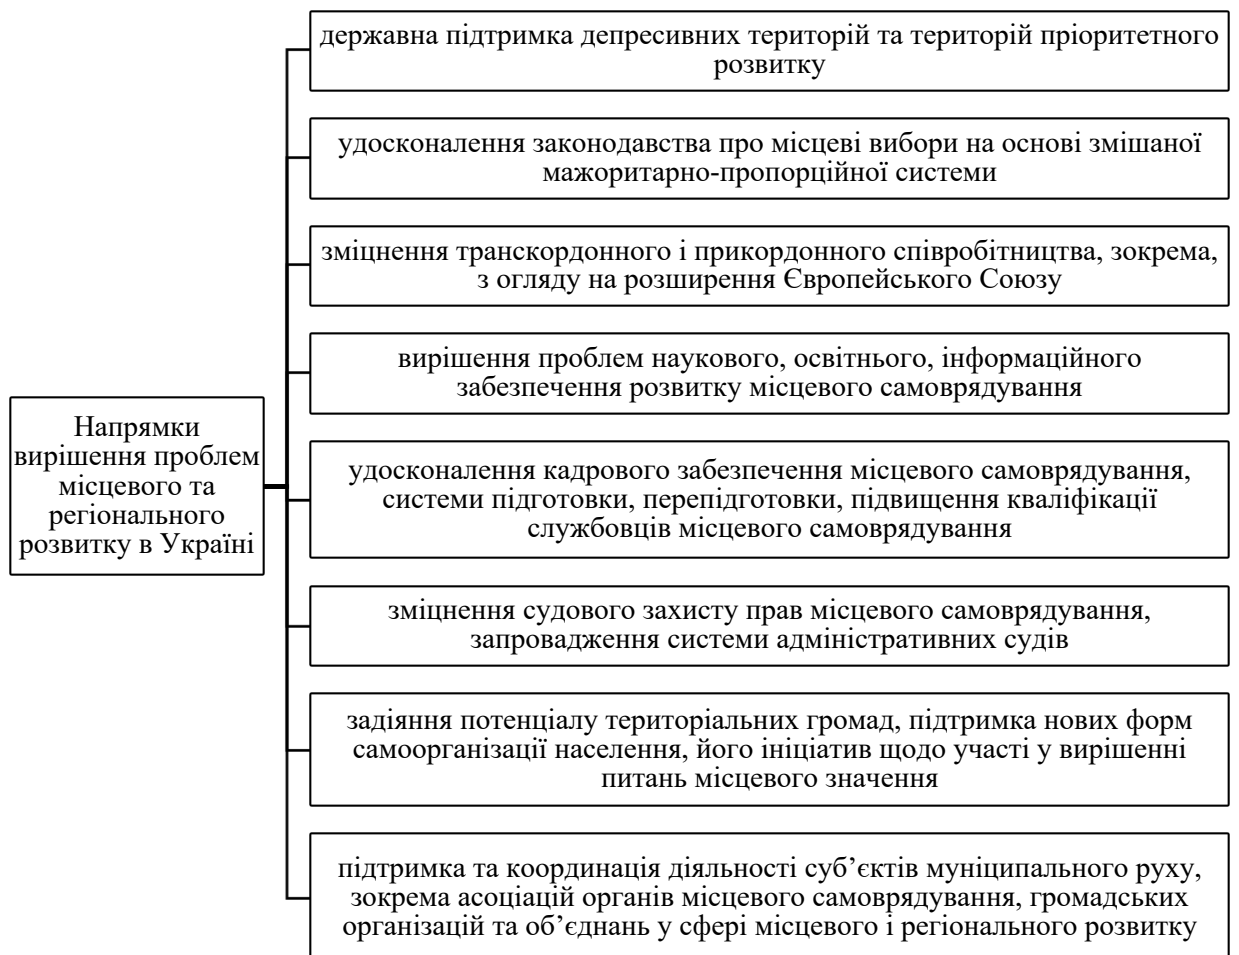 державна підтримка депресивних територій та територій пріоритетного
розвитку
удосконалення законодавства про місцеві вибори на основі змішаної
мажоритарно-пропорційної системи
зміцнення транскордонного і прикордонного співробітництва, зокрема,
з огляду на розширення Європейського Союзу
вирішення проблем наукового, освітнього, інформаційного
забезпечення розвитку місцевого самоврядування
Напрямки
вирішення проблем
місцевого та
регіонального
розвитку в Україні
удосконалення кадрового забезпечення місцевого самоврядування,
системи підготовки, перепідготовки, підвищення кваліфікації
службовців місцевого самоврядування
зміцнення судового захисту прав місцевого самоврядування,
запровадження системи адміністративних судів
задіяння потенціалу територіальних громад, підтримка нових форм
самоорганізації населення, його ініціатив щодо участі у вирішенні
питань місцевого значення
підтримка та координація діяльності суб’єктів муніципального руху,
зокрема асоціацій органів місцевого самоврядування, громадських
організацій та об’єднань у сфері місцевого і регіонального розвитку